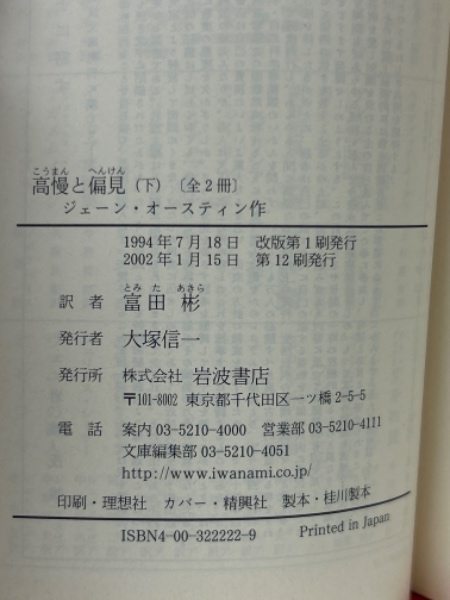 こうまん へんけん
高慢と偏見（下）〔全2冊〕
ジェーン・オースティン作
1994年7月18日 改版第1刷発行
2002年1月15日 第12刷発行
とみ た あきら
訳者 富田 彬
発行者 大塚信一
発行所 株式会社 岩波書店
〒101-8002 東京都千代田区一ツ橋2-5-5
電話 案内03-5210-4000 営業部03-5210-4111
文庫編集部03-5210-4051
http://www.iwanami.co.jp/
印刷・理想社 カバー・精興社 製本・桂川製本
ISBN4-00-322222-9 Printed in Japan